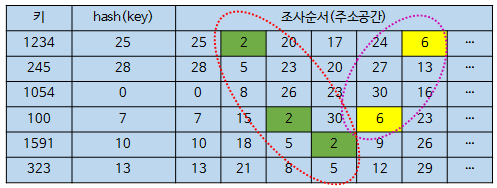 키 hash(key) 조사순서(주소공간)
1234 25 25 2 20 17 24 6 ...
245 28 28 5 23 20 27 13 ...
1054 0 0 8 26 23 30 16 ...
100 7 7 15 2 30 6 23 ...
1591 10 10 18 5 2 9 26 ...
323 13 13 21 8 5 12 29 ...